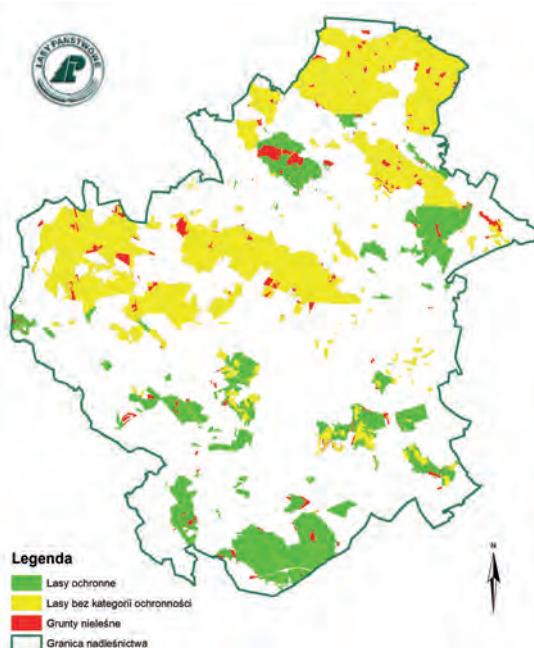 LASY PAŃSTWOWE
N
Legenda
Lasy ochronne
Lasy bez kategorii ochronności
Grunty nieleśne
Granica nadleśnictwa